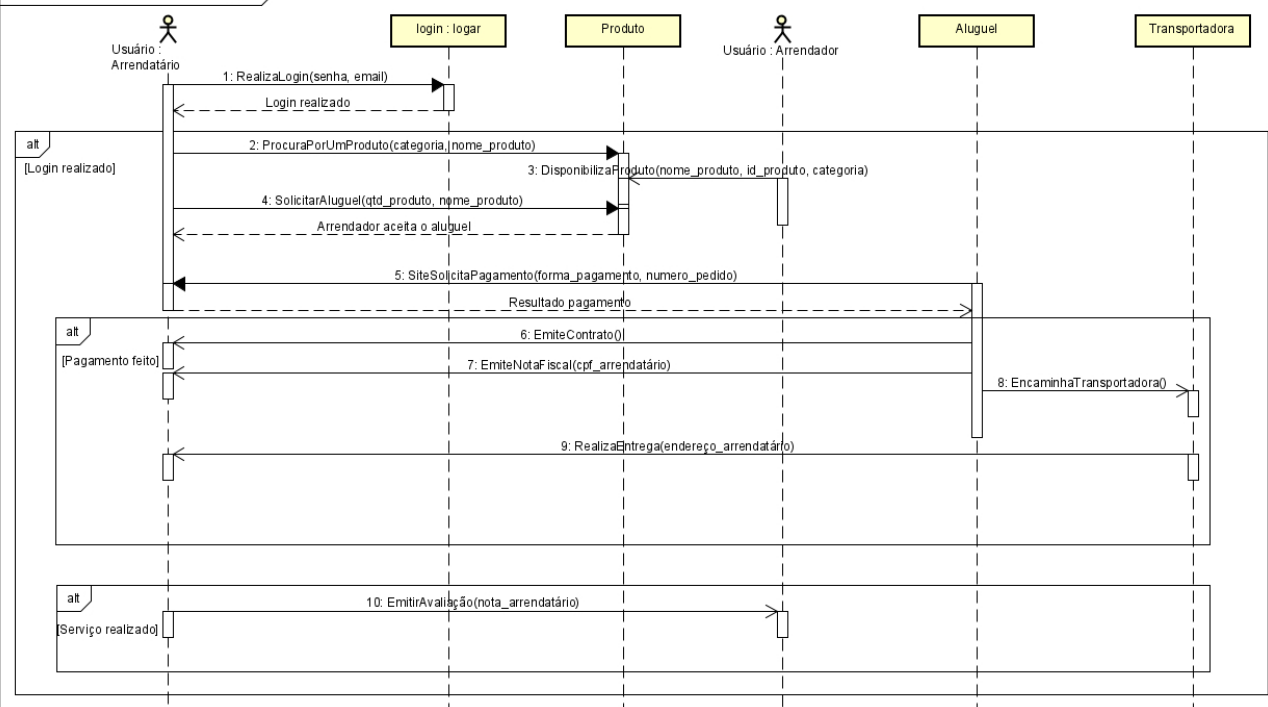 Usuário :
Arrendatário
login : logar
Produto
Usuário : Arrendador
Aluguel
Transportadora
1: RealizaLogin(senha, email)
Login realizado
alt
[Login realizado]
2: ProcuraPorUmProduto(categoria, nome_produto)
3: DisponibilizaProduto(nome_produto, id_produto, categoria)
4: SolicitarAluguel(qtd_produto, nome_produto)
Arrendador aceita o aluguel
5: SiteSolicitaPagamento(forma_pagamento, numero_pedido)
Resultado pagamento
alt
[Pagamento feito]
6: EmiteContrato()
7: EmiteNotaFiscal(cpf_arrendatário)
8: EncaminhaTransportadora()
9: RealizaEntrega(endereço_arrendatário)
alt
[Serviço realizado]
10: EmitirAvaliação(nota_arrendatário)